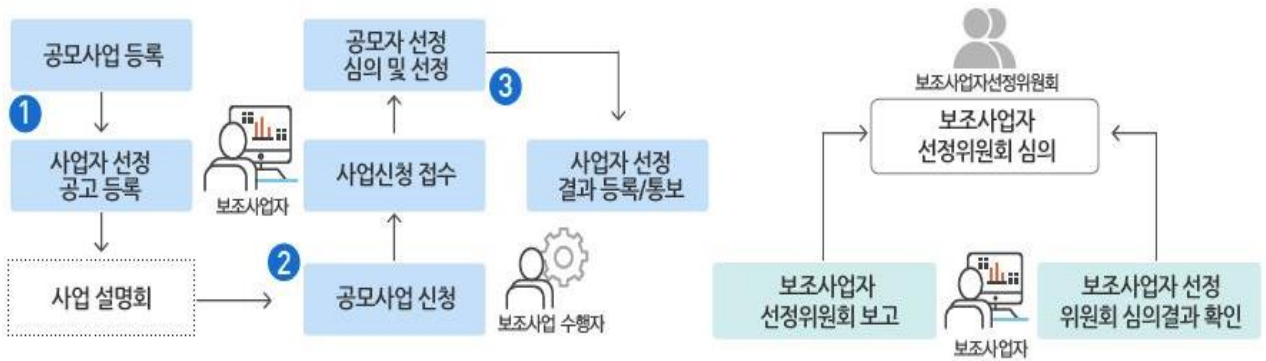 공모사업 등록
1
사업자 선정
공고 등록
사업 설명회
보조사업자
2
공모사업 신청
보조사업 수행자
사업신청 접수
공모자 선정
심의 및 선정
3
사업자 선정
결과 등록/통보
보조사업자선정위원회
보조사업자
선정위원회 심의
보조사업자
선정위원회 보고
보조사업자
보조사업자 선정
위원회 심의결과 확인